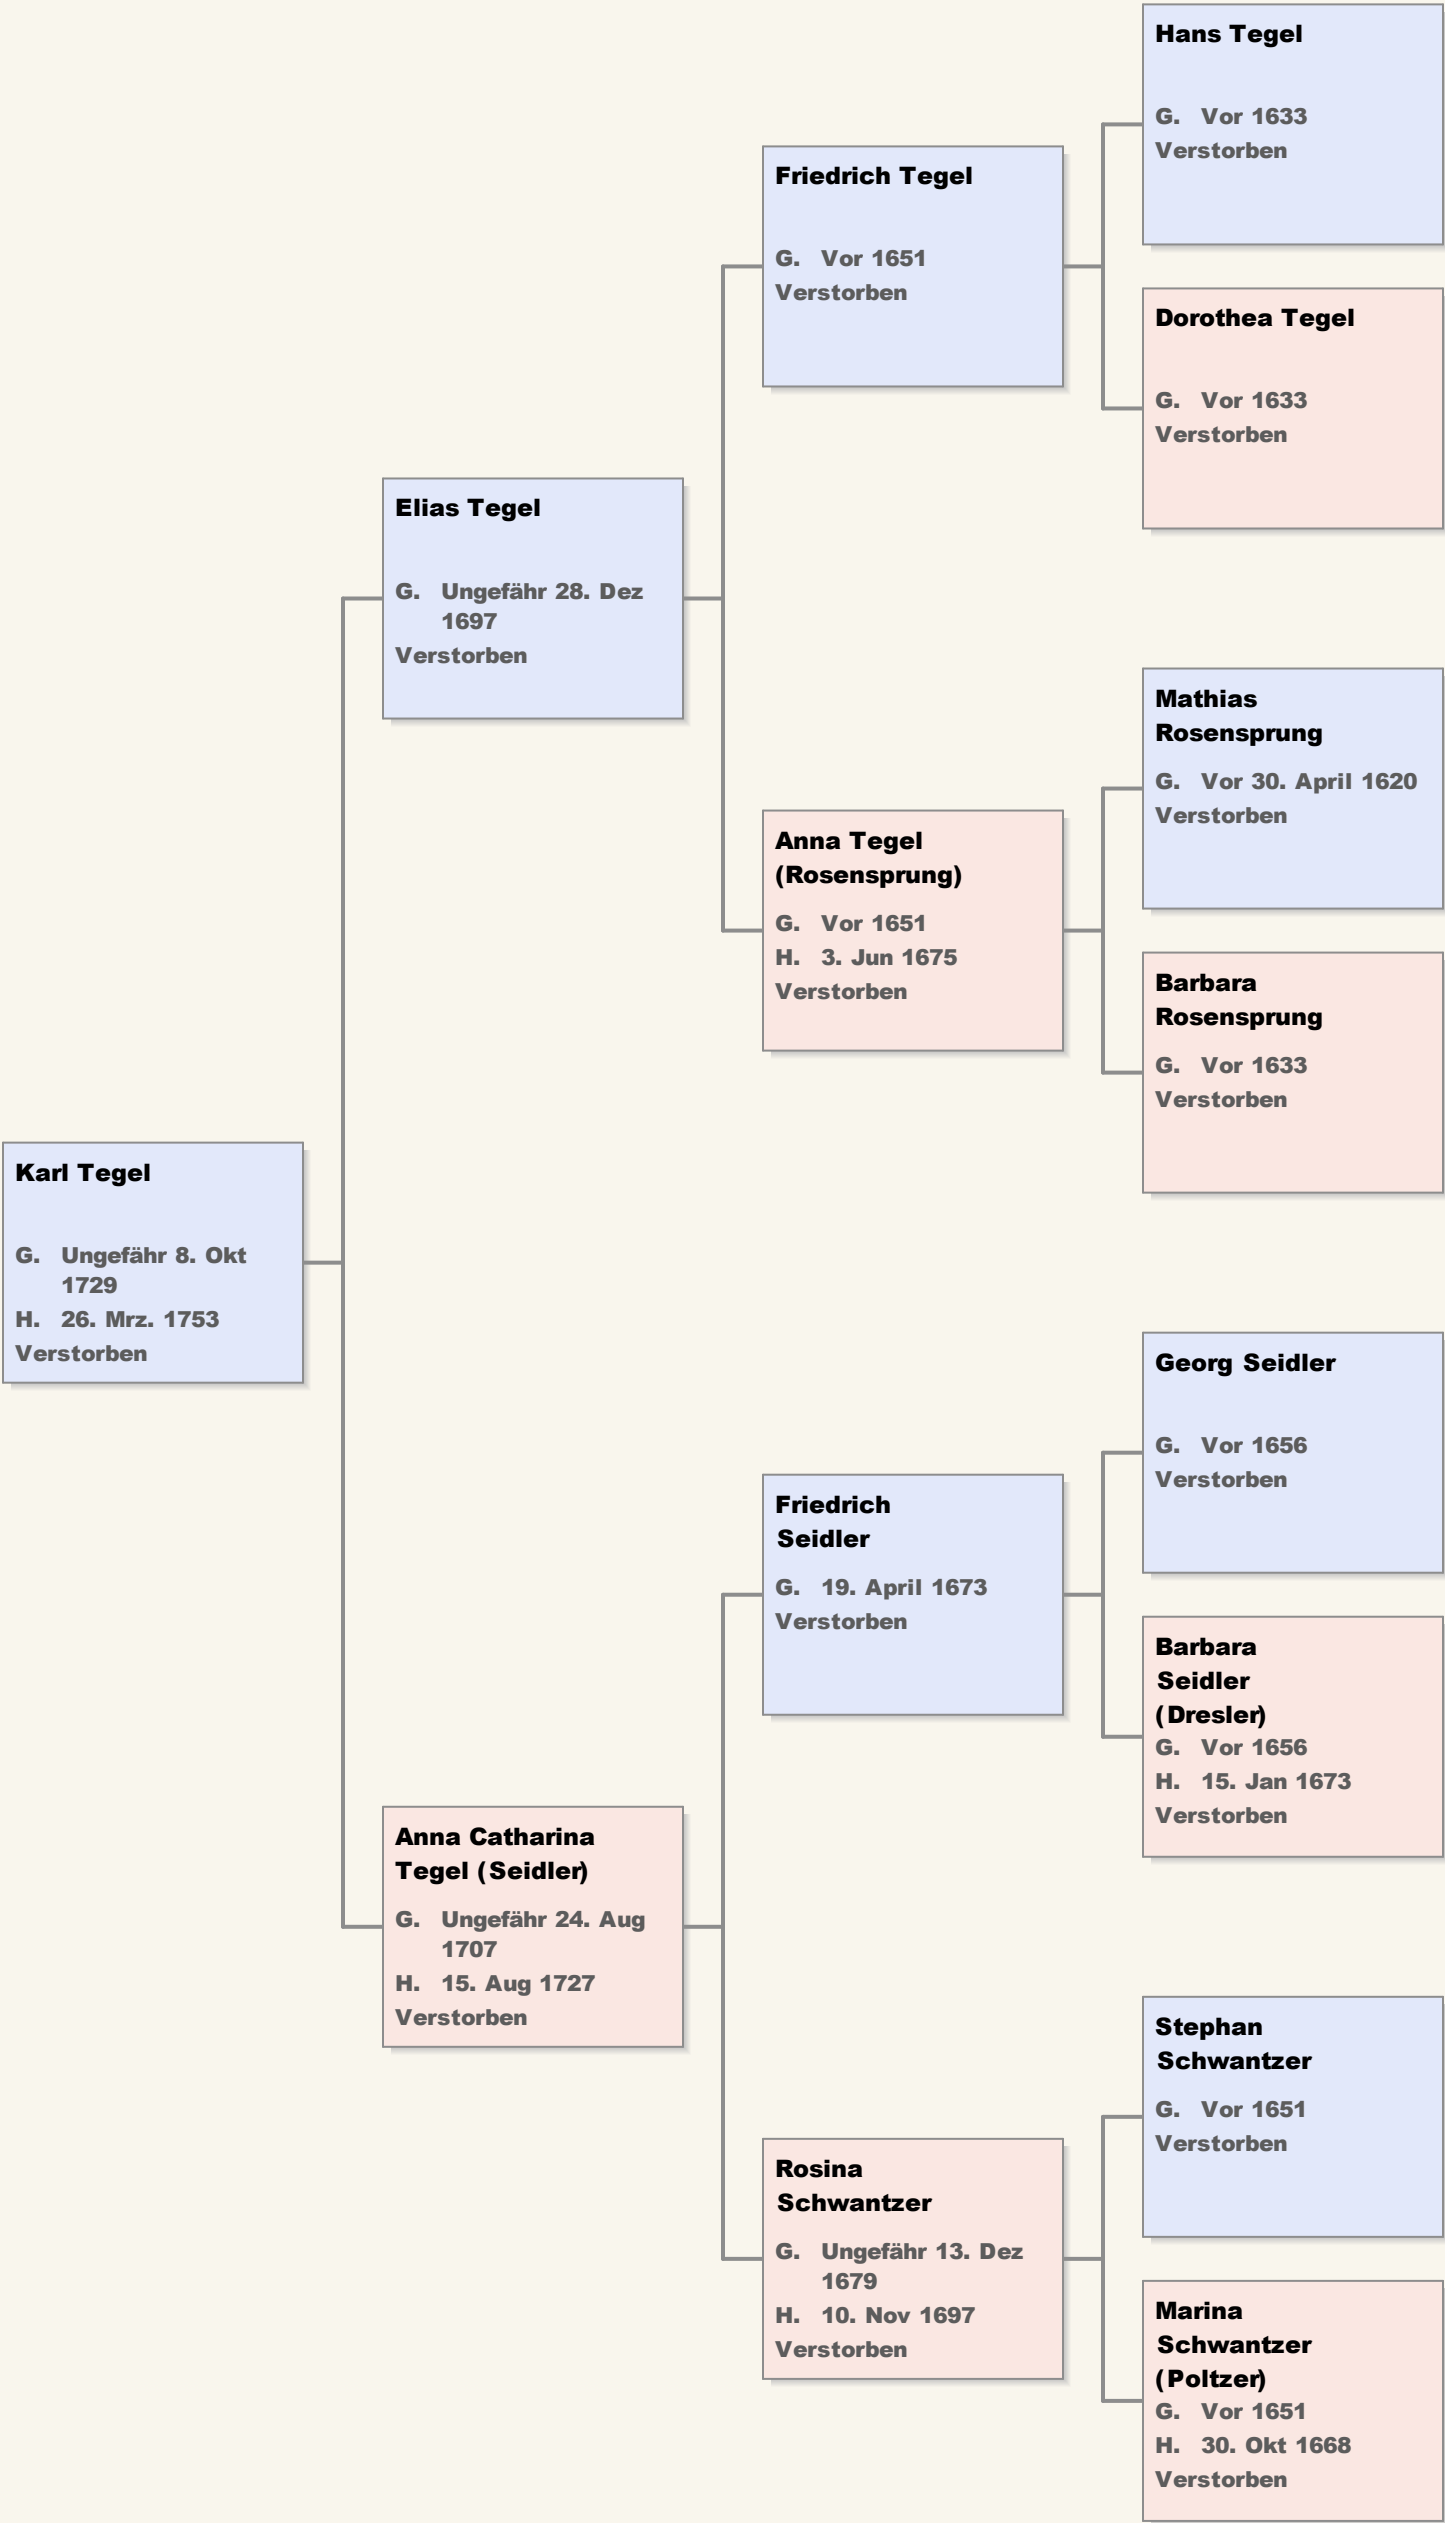 Hans Tegel
G. Vor 1633
Verstorben
Friedrich Tegel
G. Vor 1651
Verstorben
Dorothea Tegel
G. Vor 1633
Verstorben
Elias Tegel
G. Ungefähr 28. Dez
1697
Verstorben
Mathias
Rosensprung
G. Vor 30. April 1620
Verstorben
Anna Tegel
(Rosensprung)
G. Vor 1651
H. 3. Jun 1675
Verstorben
Barbara
Rosensprung
G. Vor 1633
Verstorben
Karl Tegel
G. Ungefähr 8. Okt
1729
H. 26. Mrz. 1753
Verstorben
Georg Seidler
G. Vor 1656
Verstorben
Friedrich
Seidler
G. 19. April 1673
Verstorben
Barbara
Seidler
(Dresler)
G. Vor 1656
H. 15. Jan 1673
Verstorben
Anna Catharina
Tegel (Seidler)
G. Ungefähr 24. Aug
1707
H. 15. Aug 1727
Verstorben
Stephan
Schwantzer
G. Vor 1651
Verstorben
Rosina
Schwantzer
G. Ungefähr 13. Dez
1679
H. 10. Nov 1697
Verstorben
Marina
Schwantzer
(Poltzer)
G. Vor 1651
H. 30. Okt 1668
Verstorben